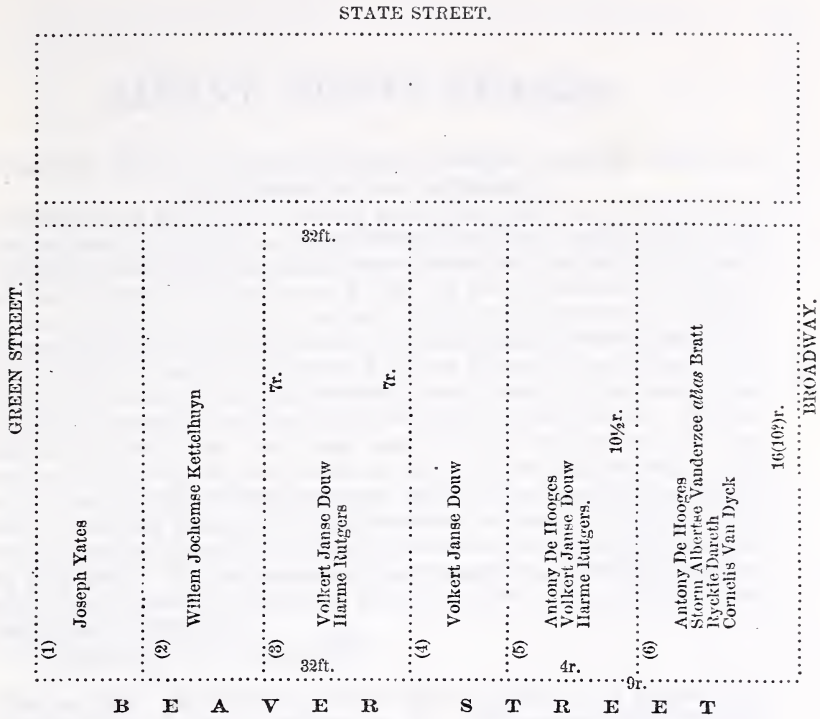 STATE STREET.
GREEN STREET.
BROADWAY.
32ft.
(1)
Joseph Yates
(2)
Willem Jochemse Kettelhuyn
(3)
7r.
Volkert Janse Douw
Harme Rutgers
7r.
32ft.
(4)
Volkert Janse Douw
(5)
Antony De Hooges
Volkert Janse Douw
Harme Rutgers.
10½r.
4r.
(6)
Antony De Hooges
Storm Albertse Vanderzee alias Bratt
Ryckie Dareth
Cornelis Van Dyck
16(10?)r.
9r.
BEAVER STREET